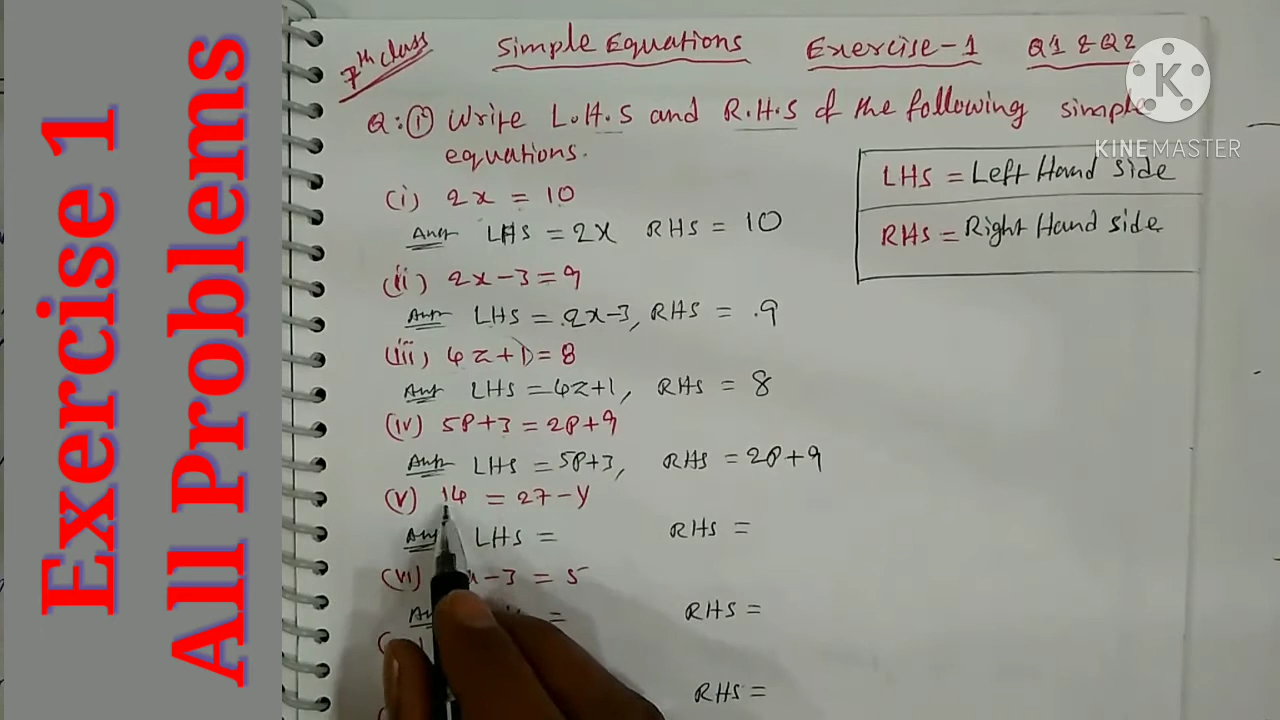 Exercise 1
All Problems
7th class
Simple Equations Exercise-1 Q1 & Q2
Q:(1) Write L.H.S and R.H.S of the following simple
equations.
(i) 2x = 10
Ans LHS = 2x RHS = 10
(ii) 2x-3 = 9
Ans LHS = 2x-3, RHS = 9
(iii) 4z+1 = 8
Ans LHS = 4z+1, RHS = 8
(iv) 5P+3 = 2P+9
Ans LHS = 5P+3, RHS = 2P+9
(v) 14 = 27-y
Ans LHS = RHS =
(vi) -3 = 5
RHS =
RHS =
LHS = Left Hand side
RHS = Right Hand side
K
KINEMASTER